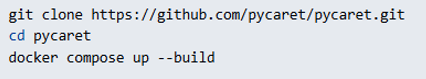 git clone https://github.com/pycaret/pycaret.git
cd pycaret
docker compose up --build